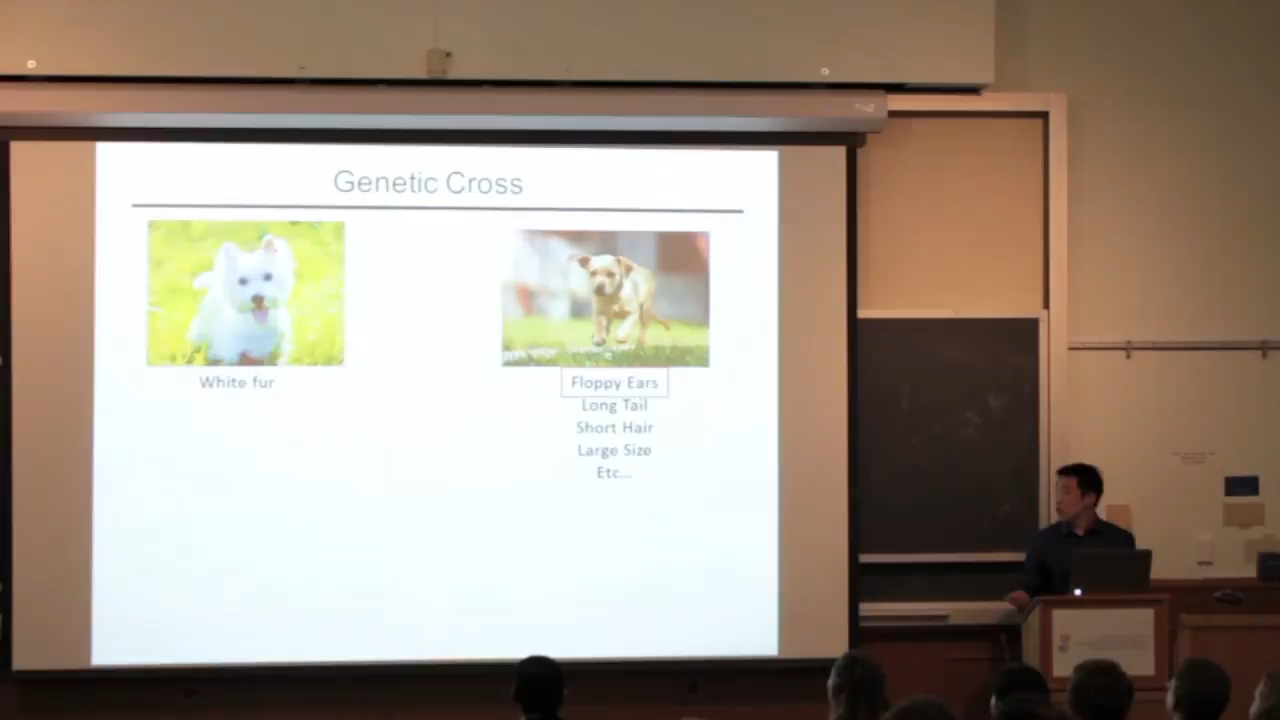 Genetic Cross
White fur
Floppy Ears
Long Tail
Short Hair
Large Size
Etc...